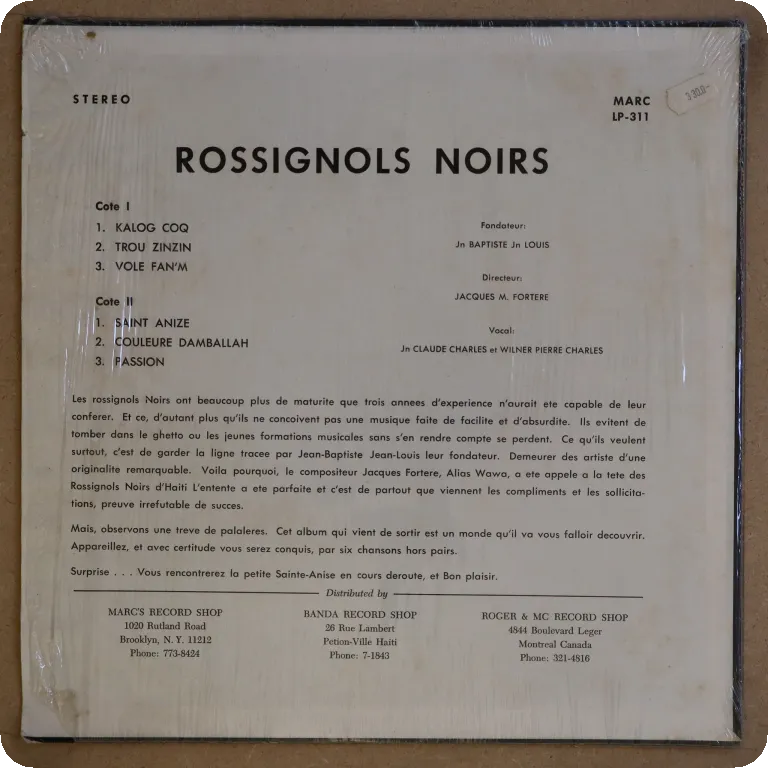 STEREO
MARC
LP-311
330.0-
ROSSIGNOLS NOIRS
Cote I
1. KALOG COQ
2. TROU ZINZIN
3. VOLE FAN'M
Cote II
1. SAINT ANIZE
2. COULEURE DAMBALLAH
3. PASSION
Fondateur:
Jn BAPTISTE Jn LOUIS
Directeur:
JACQUES M. FORTERE
Vocal:
Jn CLAUDE CHARLES et WILNER PIERRE CHARLES
Les rossignols Noirs ont beaucoup plus de maturite que trois annees d'experience n'aurait ete capable de leur
conferer. Et ce, d'autant plus qu'ils ne concoivent pas une musique faite de facilite et d'absurdite. Ils evitent de
tomber dans le ghetto ou les jeunes formations musicales sans s'en rendre compte se perdent. Ce qu'ils veulent
surtout, c'est de garder la ligne tracee par Jean-Baptiste Jean-Louis leur fondateur. Demeurer des artiste d'une
originalite remarquable. Voila pourquoi, le compositeur Jacques Fortere, Alias Wawa, a ete appele a la tete des
Rossignols Noirs d'Haiti L'entente a ete parfaite et c'est de partout que viennent les compliments et les sollicita-
tions, preuve irrefutable de succes.
Mais, observons une treve de palaleres. Cet album qui vient de sortir est un monde qu'il va vous falloir decouvrir.
Appareillez, et avec certitude vous serez conquis, par six chansons hors pairs.
Surprise . . . Vous rencontrerez la petite Sainte-Anise en cours deroute, et Bon plaisir.
Distributed by
MARC'S RECORD SHOP
1020 Rutland Road
Brooklyn, N. Y. 11212
Phone: 773-8424
BANDA RECORD SHOP
26 Rue Lambert
Petion-Ville Haiti
Phone: 7-1843
ROGER & MC RECORD SHOP
4844 Boulevard Leger
Montreal Canada
Phone: 321-4816